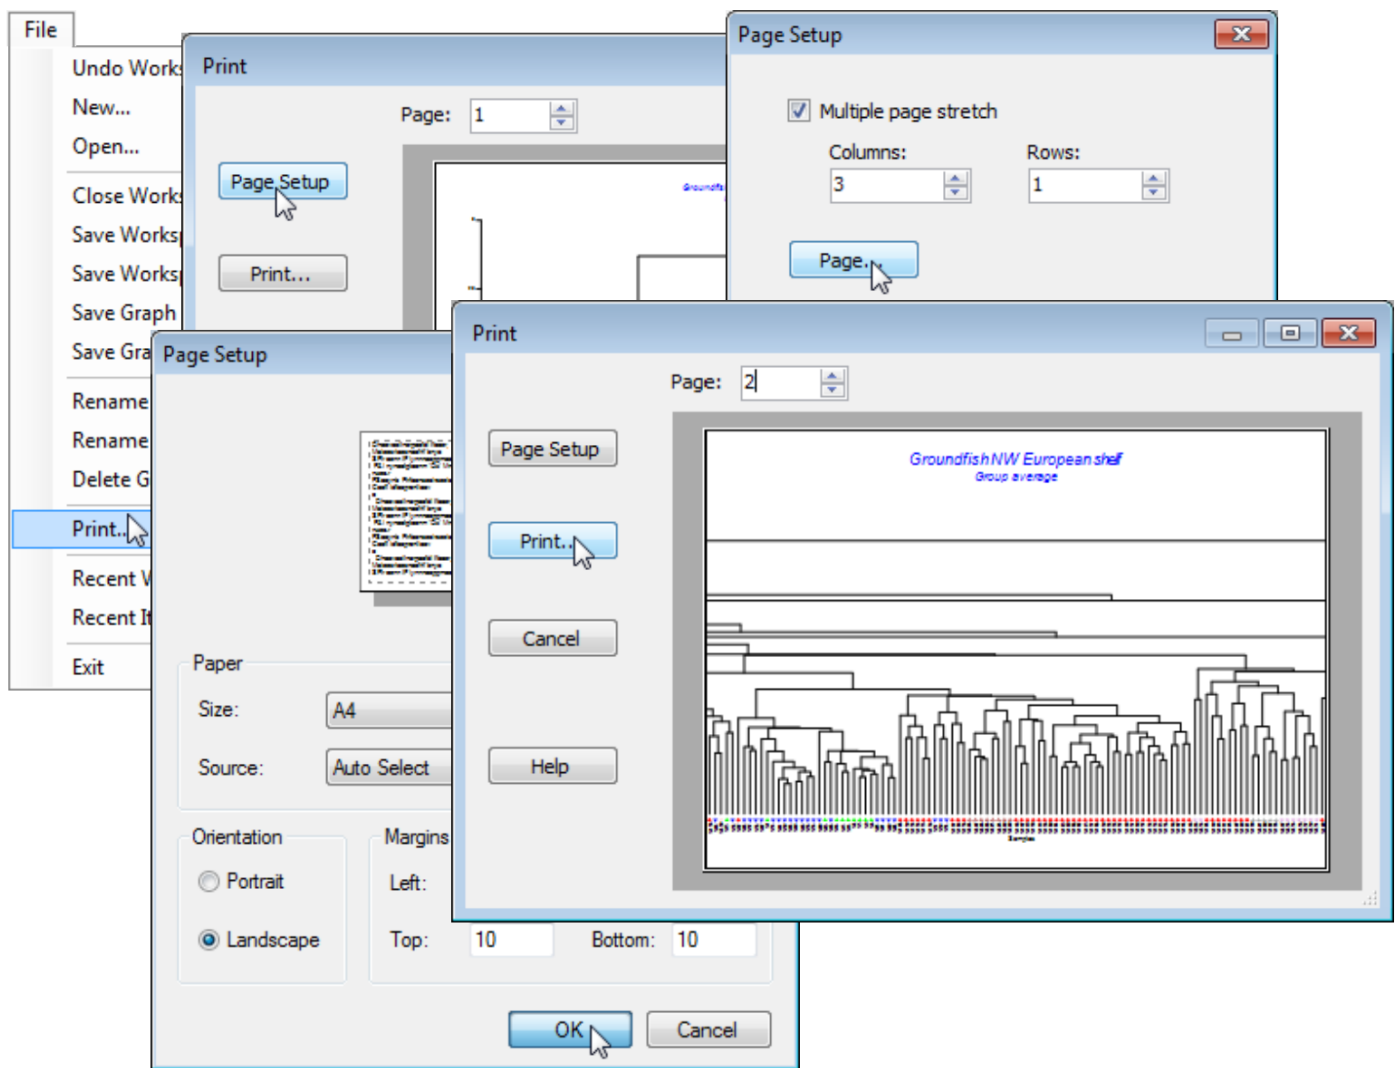 File
Undo Works
New...
Open...
Close Works
Save Worksp
Save Worksp
Save Graph
Save Gra
Rename
Rename
Delete G
Print...
Recent W
Recent It
Exit
Print
Page: 1
Page Setup
Print...
Page Setup
Multiple page stretch
Columns: Rows:
3 1
Page...
Page Setup
Paper
Size: A4
Source: Auto Select
Orientation
Portrait
Landscape
Margins
Left:
Top: 10 Bottom: 10
OK Cancel
Print
Page: 2
Page Setup
Print...
Cancel
Help
Groundfish NW European shelf
Group average
Samples